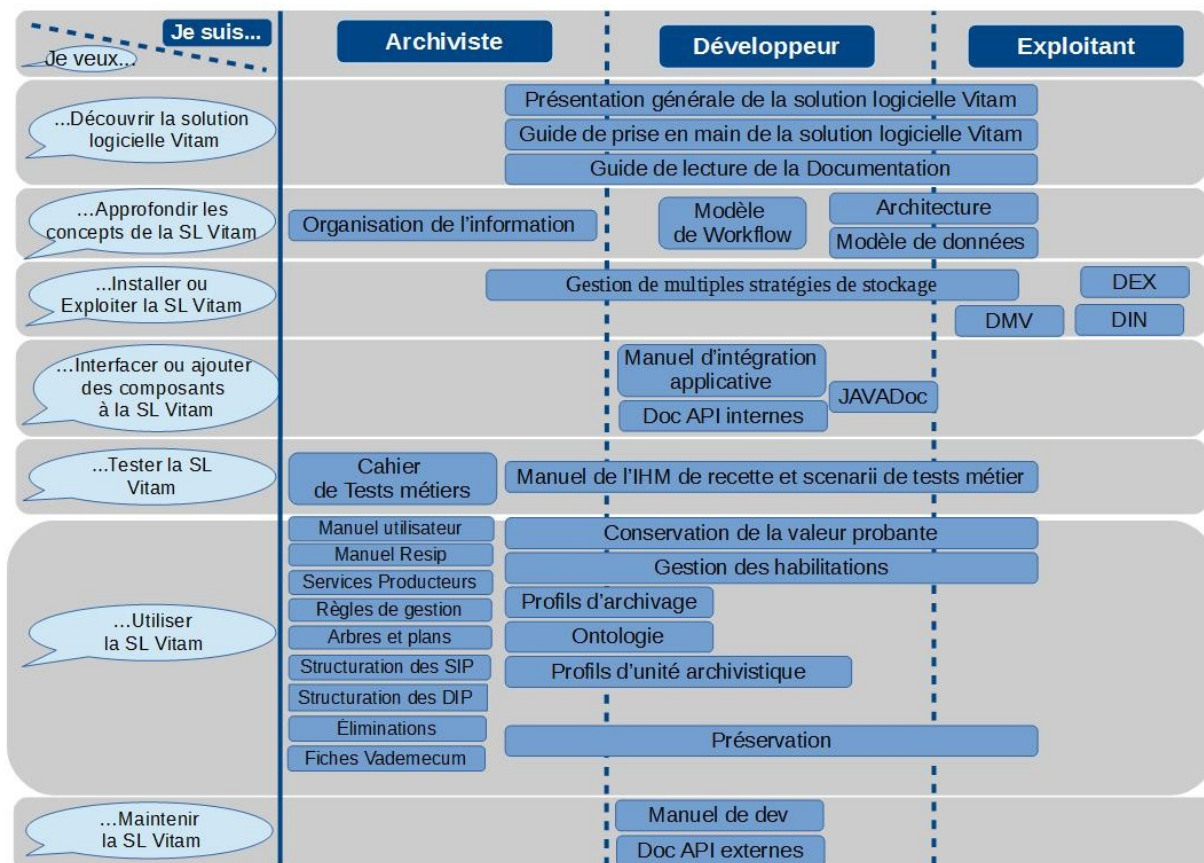 Je suis...
Je veux...
Archiviste
Développeur
Exploitant
...Découvrir la solution
logicielle Vitam
Présentation générale de la solution logicielle Vitam
Guide de prise en main de la solution logicielle Vitam
Guide de lecture de la Documentation
...Approfondir les
concepts de la SL Vitam
Organisation de l'information
Modèle
de Workflow
Architecture
Modèle de données
...Installer ou
Exploiter la SL Vitam
Gestion de multiples stratégies de stockage
DEX
DMV
DIN
...Interfacer ou ajouter
des composants
à la SL Vitam
Manuel d'intégration
applicative
JAVADoc
Doc API internes
...Tester la SL
Vitam
Cahier
de Tests métiers
Manuel de l'IHM de recette et scenarii de tests métier
...Utiliser
la SL Vitam
Manuel utilisateur
Manuel Resip
Services Producteurs
Règles de gestion
Arbres et plans
Structuration des SIP
Structuration des DIP
Éliminations
Fiches Vademecum
Conservation de la valeur probante
Gestion des habilitations
Profils d'archivage
Ontologie
Profils d'unité archivistique
Préservation
...Maintenir
la SL Vitam
Manuel de dev
Doc API externes